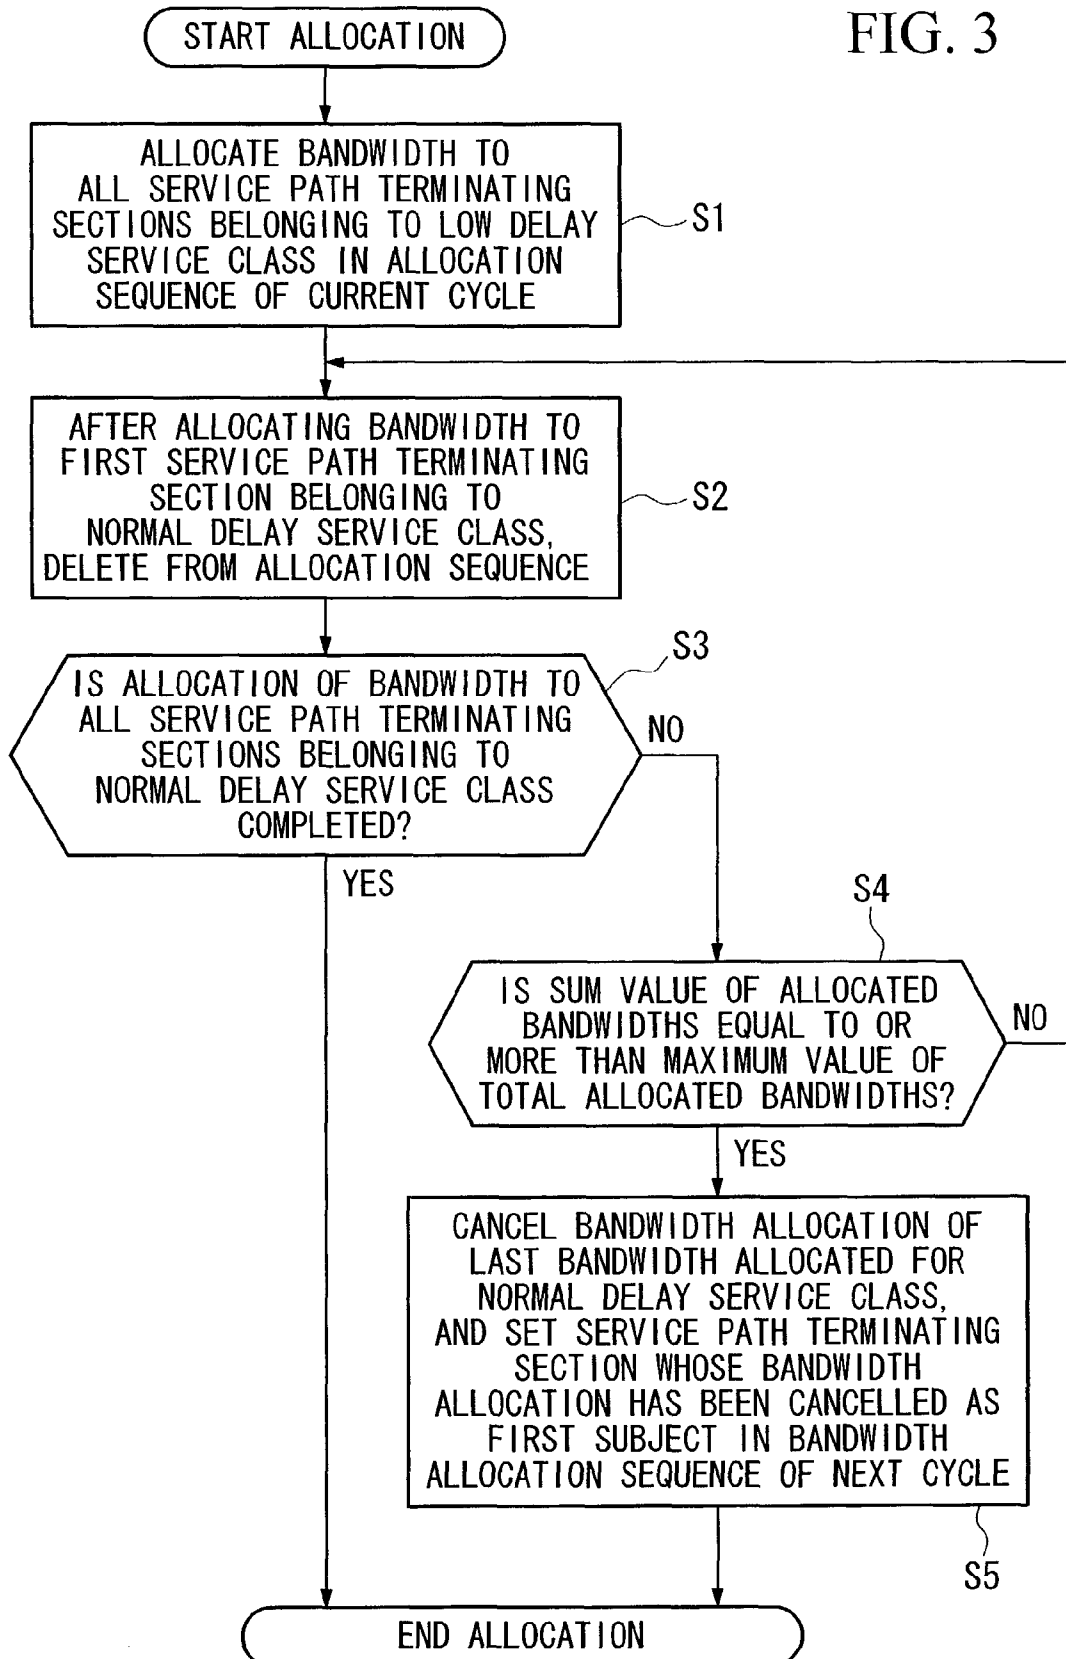 START ALLOCATION
FIG. 3
ALLOCATE BANDWIDTH TO
ALL SERVICE PATH TERMINATING
SECTIONS BELONGING TO LOW DELAY
SERVICE CLASS IN ALLOCATION
SEQUENCE OF CURRENT CYCLE
S1
AFTER ALLOCATING BANDWIDTH TO
FIRST SERVICE PATH TERMINATING
SECTION BELONGING TO
NORMAL DELAY SERVICE CLASS,
DELETE FROM ALLOCATION SEQUENCE
S2
S3
IS ALLOCATION OF BANDWIDTH TO
ALL SERVICE PATH TERMINATING
SECTIONS BELONGING TO
NORMAL DELAY SERVICE CLASS
COMPLETED?
NO
YES
S4
IS SUM VALUE OF ALLOCATED
BANDWIDTHS EQUAL TO OR
MORE THAN MAXIMUM VALUE OF
TOTAL ALLOCATED BANDWIDTHS?
NO
YES
CANCEL BANDWIDTH ALLOCATION OF
LAST BANDWIDTH ALLOCATED FOR
NORMAL DELAY SERVICE CLASS,
AND SET SERVICE PATH TERMINATING
SECTION WHOSE BANDWIDTH
ALLOCATION HAS BEEN CANCELLED AS
FIRST SUBJECT IN BANDWIDTH
ALLOCATION SEQUENCE OF NEXT CYCLE
S5
END ALLOCATION